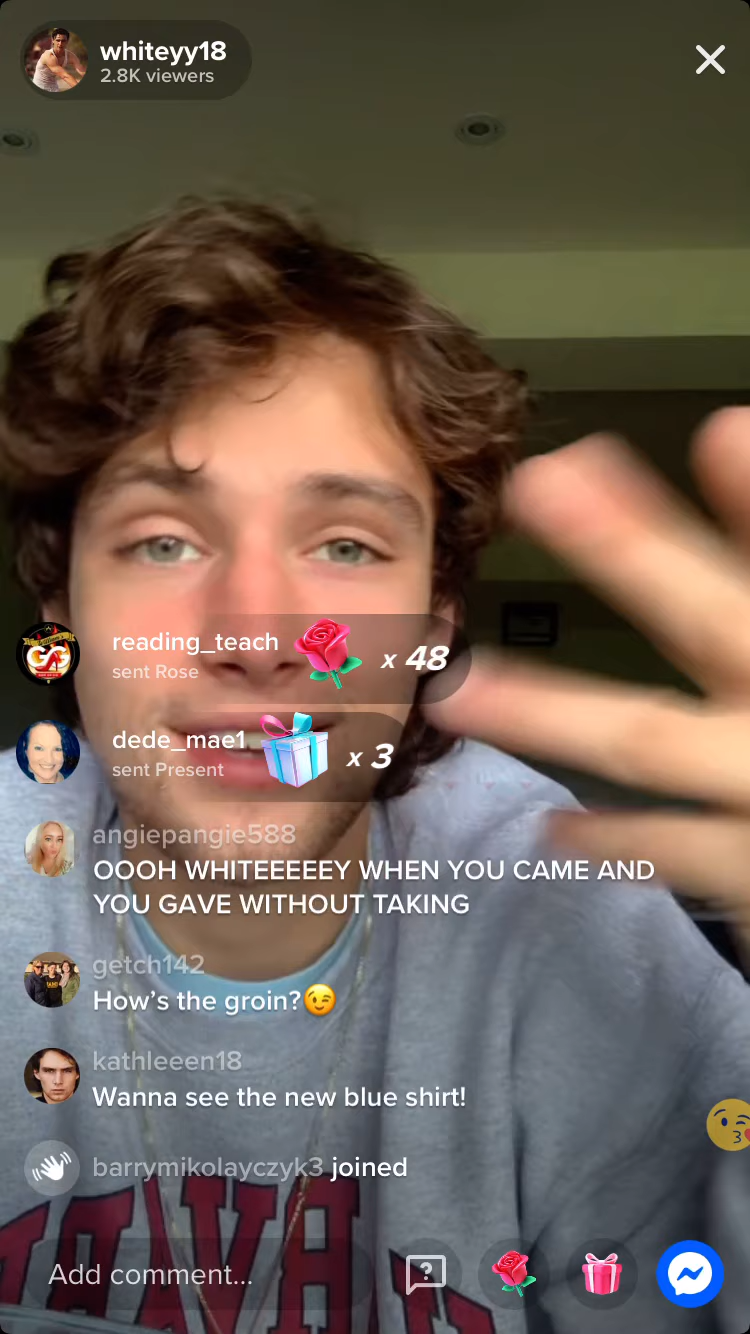 whiteyy18
2.8K viewers
reading_teach
sent Rose
x 48
dede_mae1
sent Present
x 3
angiepangie588
OOOH WHITEEEEEY WHEN YOU CAME AND
YOU GAVE WITHOUT TAKING
getch142
How's the groin?😉
kathleeen18
Wanna see the new blue shirt!
barrymikolayczyk3 joined
Add comment...